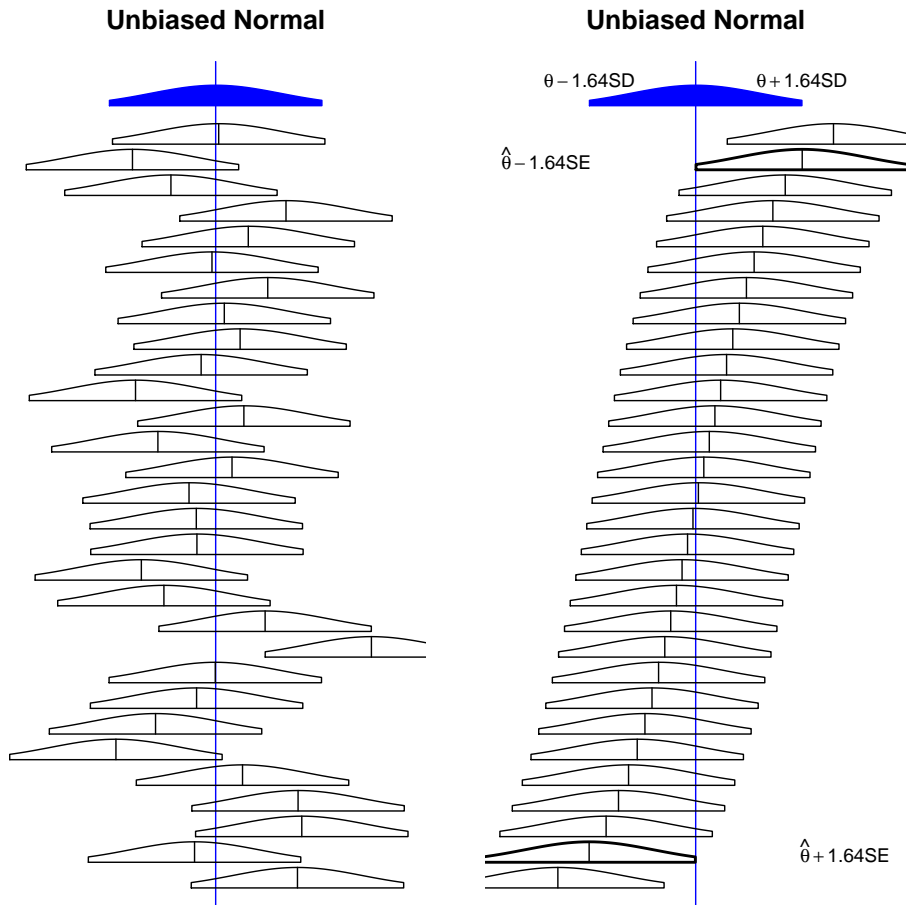 Unbiased Normal
Unbiased Normal
θ − 1.64SD
θ + 1.64SD
θ̂ − 1.64SE
θ̂ + 1.64SE